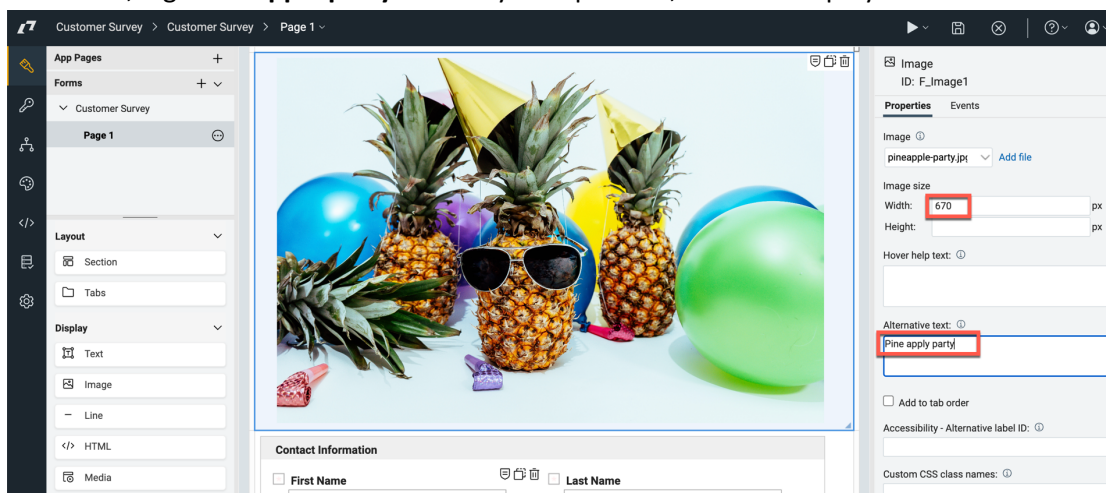 Customer Survey > Customer Survey > Page 1
App Pages
Forms
Customer Survey
Page 1
Layout
Section
Tabs
Display
Text
Image
Line
HTML
Media
Contact Information
First Name
Last Name
Image
ID: F_Image1
Properties Events
Image
pineapple-party.jpg Add file
Image size
Width: 670 px
Height: px
Hover help text:
Alternative text:
Pine apply party
Add to tab order
Accessibility - Alternative label ID:
Custom CSS class names: